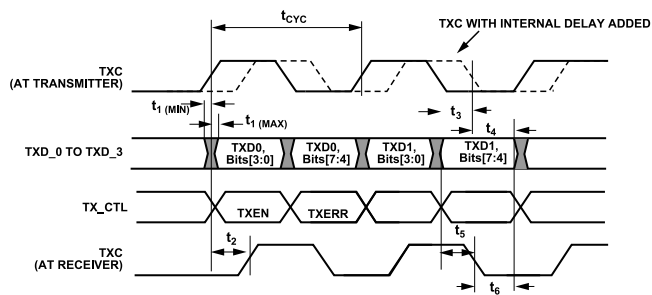 tCYC
TXC WITH INTERNAL DELAY ADDED
TXC
(AT TRANSMITTER)
t1 (MIN)
t1 (MAX)
t3
t4
TXD_0 TO TXD_3
TXD0,
Bits[3:0]
TXD0,
Bits[7:4]
TXD1,
Bits[3:0]
TXD1,
Bits[7:4]
TX_CTL
TXEN
TXERR
t2
t5
TXC
(AT RECEIVER)
t6